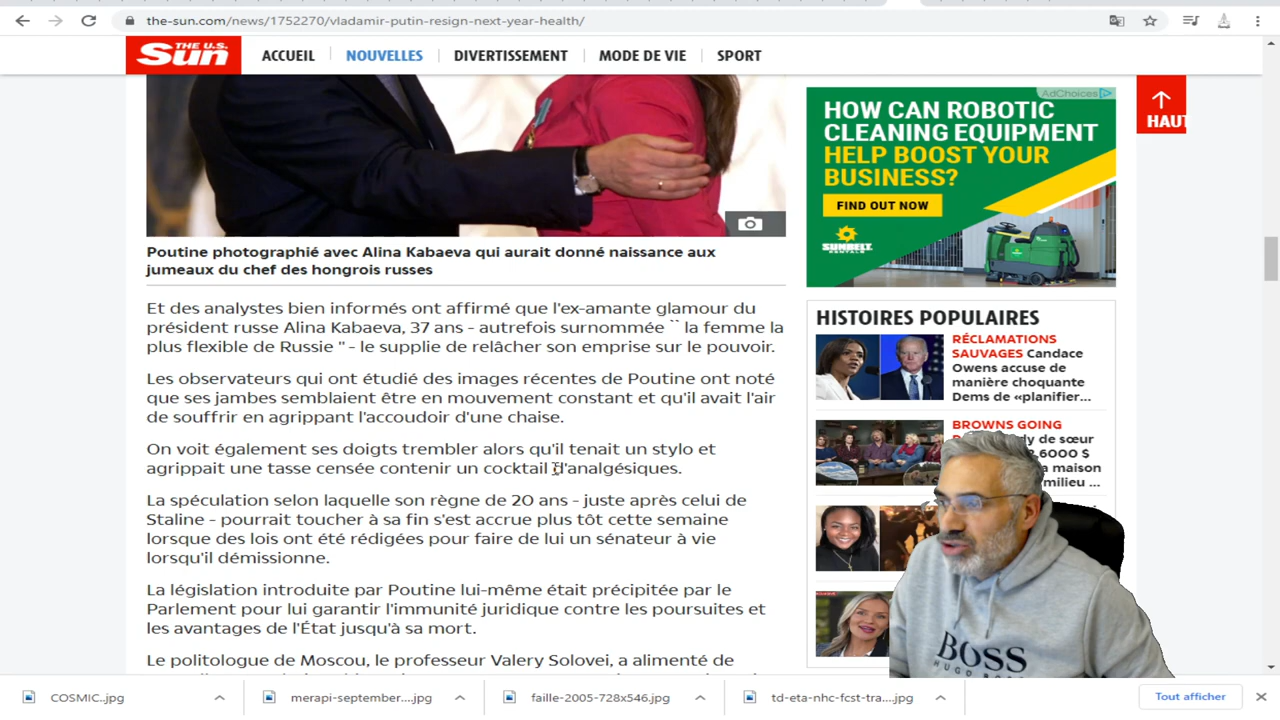 the-sun.com/news/1752270/vladamir-putin-resign-next-year-health/
THE U.S.
Sun
ACCUEIL
NOUVELLES
DIVERTISSEMENT
MODE DE VIE
SPORT
HAUT
AdChoices
HOW CAN ROBOTIC
CLEANING EQUIPMENT
HELP BOOST YOUR
BUSINESS?
FIND OUT NOW
SUNBELT
RENTALS
Poutine photographié avec Alina Kabaeva qui aurait donné naissance aux
jumeaux du chef des hongrois russes
Et des analystes bien informés ont affirmé que l'ex-amante glamour du
président russe Alina Kabaeva, 37 ans - autrefois surnommée `` la femme la
plus flexible de Russie '' - le supplie de relâcher son emprise sur le pouvoir.
Les observateurs qui ont étudié des images récentes de Poutine ont noté
que ses jambes semblaient être en mouvement constant et qu'il avait l'air
de souffrir en agrippant l'accoudoir d'une chaise.
On voit également ses doigts trembler alors qu'il tenait un stylo et
agrippait une tasse censée contenir un cocktail d'analgésiques.
La spéculation selon laquelle son règne de 20 ans - juste après celui de
Staline - pourrait toucher à sa fin s'est accrue plus tôt cette semaine
lorsque des lois ont été rédigées pour faire de lui un sénateur à vie
lorsqu'il démissionne.
La législation introduite par Poutine lui-même était précipitée par le
Parlement pour lui garantir l'immunité juridique contre les poursuites et
les avantages de l'État jusqu'à sa mort.
Le politologue de Moscou, le professeur Valery Solovei, a alimenté de
HISTOIRES POPULAIRES
RÉCLAMATIONS
SAUVAGES Candace
Owens accuse de
manière choquante
Dems de «planifier...
BROWNS GOING
dy de sœur
6000 $
a maison
milieu ...
BOSS
HUGO BOSS
COSMIC.jpg
merapi-september....jpg
faille-2005-728x546.jpg
td-eta-nhc-fcst-tra....jpg
Tout afficher